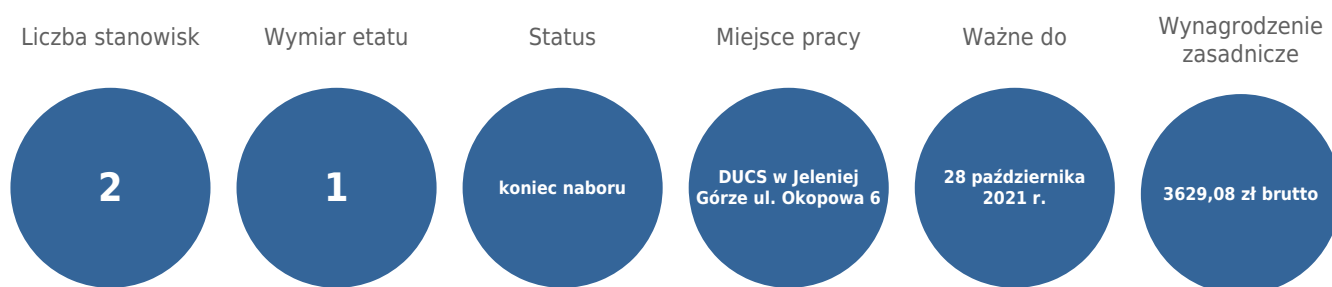 Liczba stanowisk
2
Wymiar etatu
1
Status
koniec naboru
Miejsce pracy
DUCS w Jeleniej
Górze ul. Okopowa 6
Ważne do
28 października
2021 r.
Wynagrodzenie
zasadnicze
3629,08 zł brutto